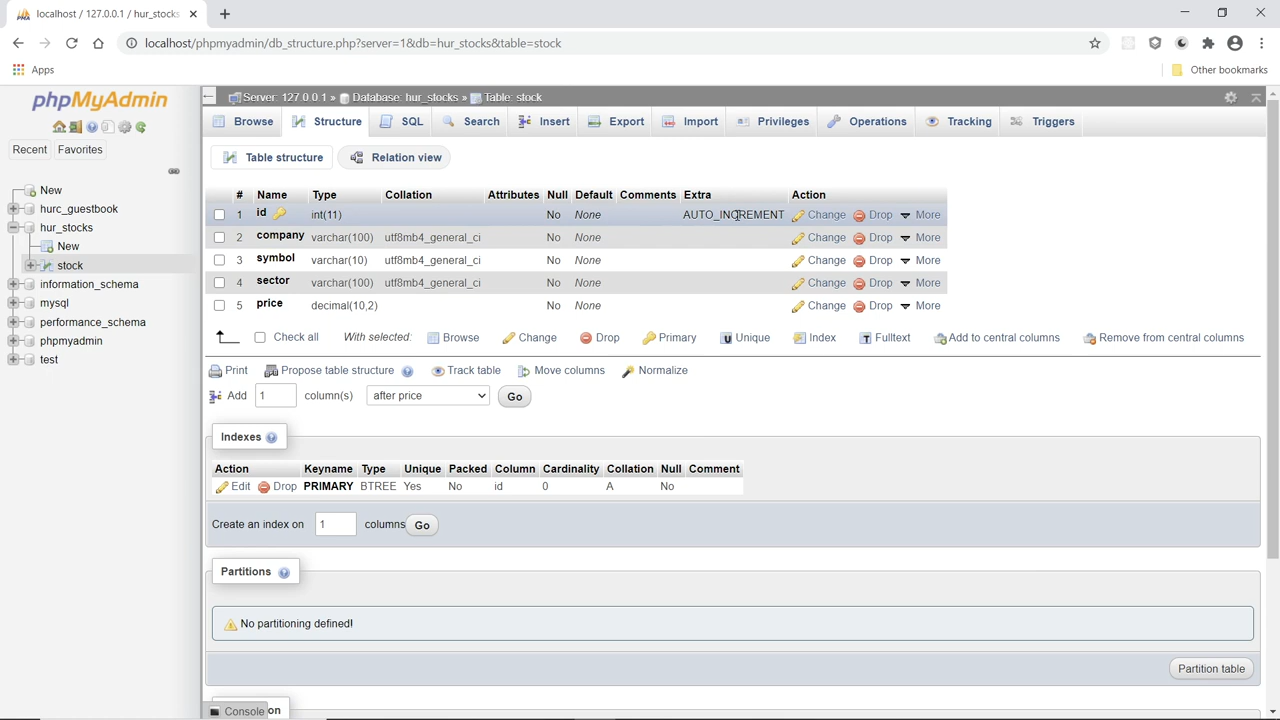 localhost / 127.0.0.1 / hur_stocks
localhost/phpmyadmin/db_structure.php?server=1&db=hur_stocks&table=stock
Apps
Other bookmarks
phpMyAdmin
Recent Favorites
New
hurc_guestbook
hur_stocks
New
stock
information_schema
mysql
performance_schema
phpmyadmin
test
Server: 127.0.0.1 » Database: hur_stocks » Table: stock
Browse Structure SQL Search Insert Export Import Privileges Operations Tracking Triggers
Table structure Relation view
# Name Type Collation Attributes Null Default Comments Extra Action
1 id int(11) No None AUTO_INCREMENT Change Drop More
2 company varchar(100) utf8mb4_general_ci No None Change Drop More
3 symbol varchar(10) utf8mb4_general_ci No None Change Drop More
4 sector varchar(100) utf8mb4_general_ci No None Change Drop More
5 price decimal(10,2) No None Change Drop More
Check all With selected: Browse Change Drop Primary Unique Index Fulltext Add to central columns Remove from central columns
Print Propose table structure Track table Move columns Normalize
Add 1 column(s) after price Go
Indexes
Action Keyname Type Unique Packed Column Cardinality Collation Null Comment
Edit Drop PRIMARY BTREE Yes No id 0 A No
Create an index on 1 columns Go
Partitions
No partitioning defined!
Partition table
Console on